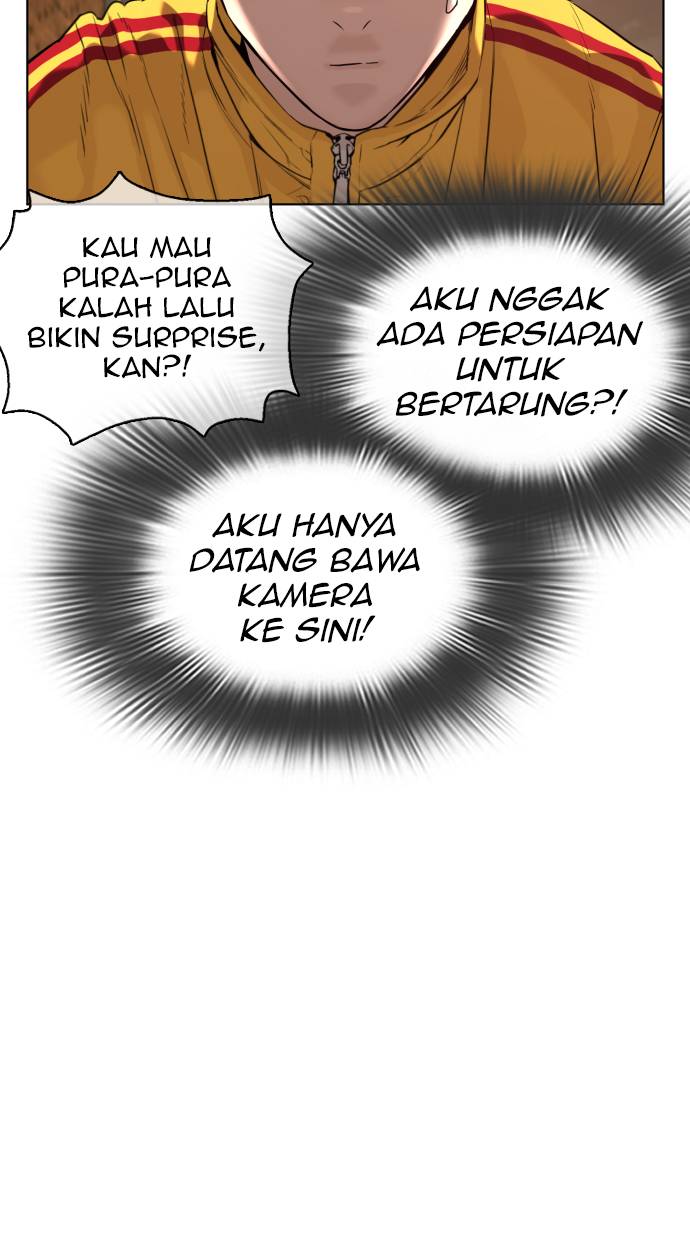 KAU MAU
PURA-PURA
KALAH LALU
BIKIN SURPRISE,
KAN?!
AKU NGGAK
ADA PERSIAPAN
UNTUK
BERTARUNG?!
AKU HANYA
DATANG BAWA
KAMERA
KE SINI!